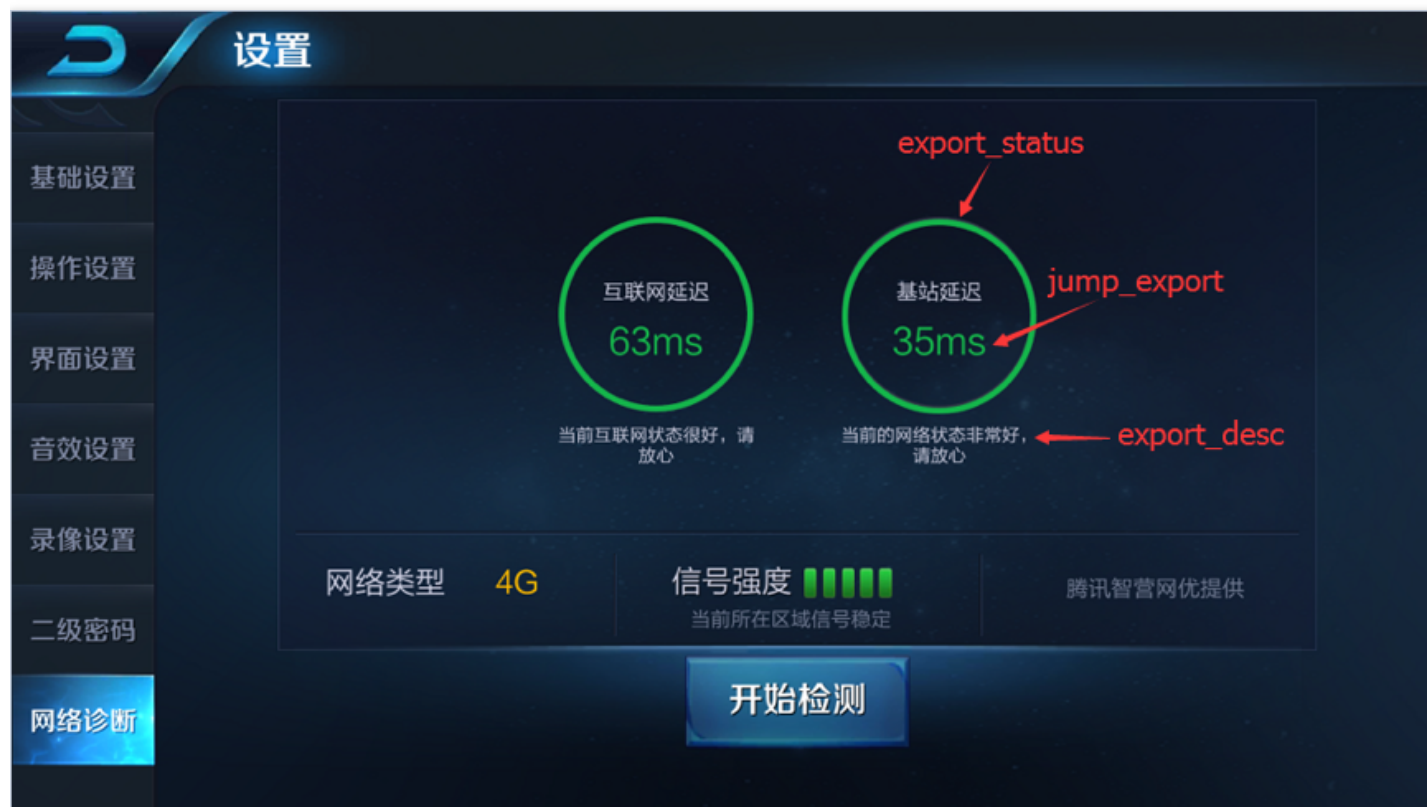 设置
基础设置
操作设置
界面设置
音效设置
录像设置
二级密码
网络诊断
export_status
互联网延迟
63ms
当前互联网状态很好，请
放心
基站延迟
35ms
jump_export
当前的网络状态非常好，
请放心
export_desc
网络类型 4G
信号强度
当前所在区域信号稳定
腾讯智营网优提供
开始检测